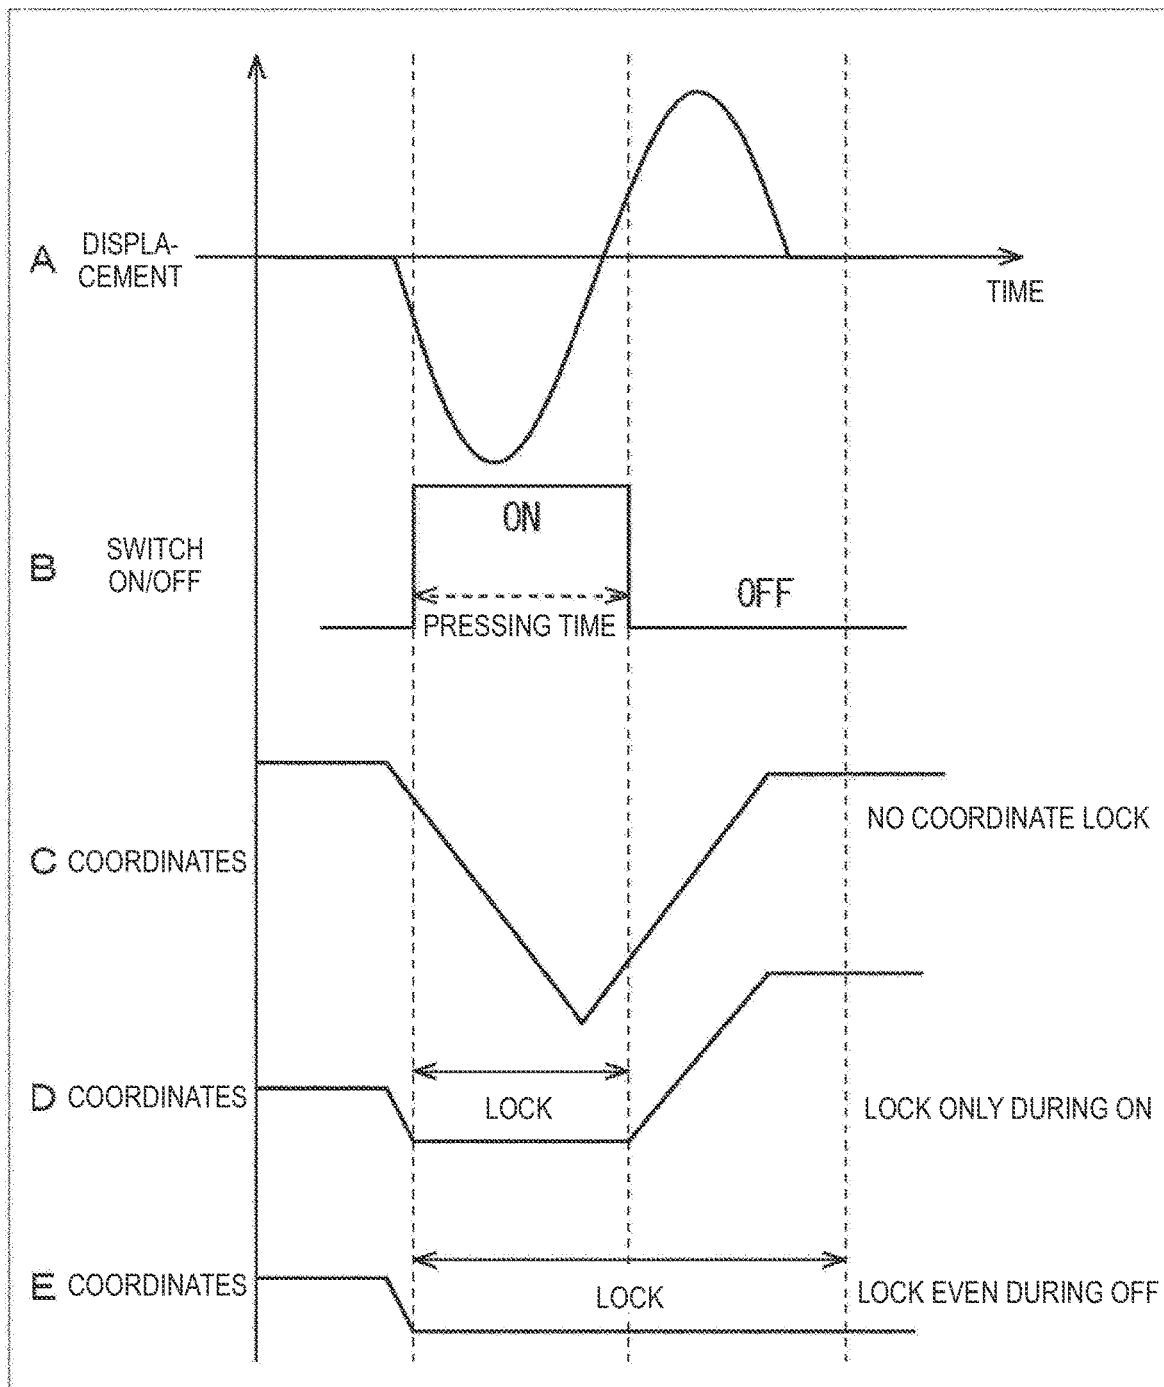 A DISPLA-
CEMENT
TIME
ON
B SWITCH
ON/OFF
OFF
PRESSING TIME
NO COORDINATE LOCK
C COORDINATES
D COORDINATES
LOCK
LOCK ONLY DURING ON
E COORDINATES
LOCK
LOCK EVEN DURING OFF